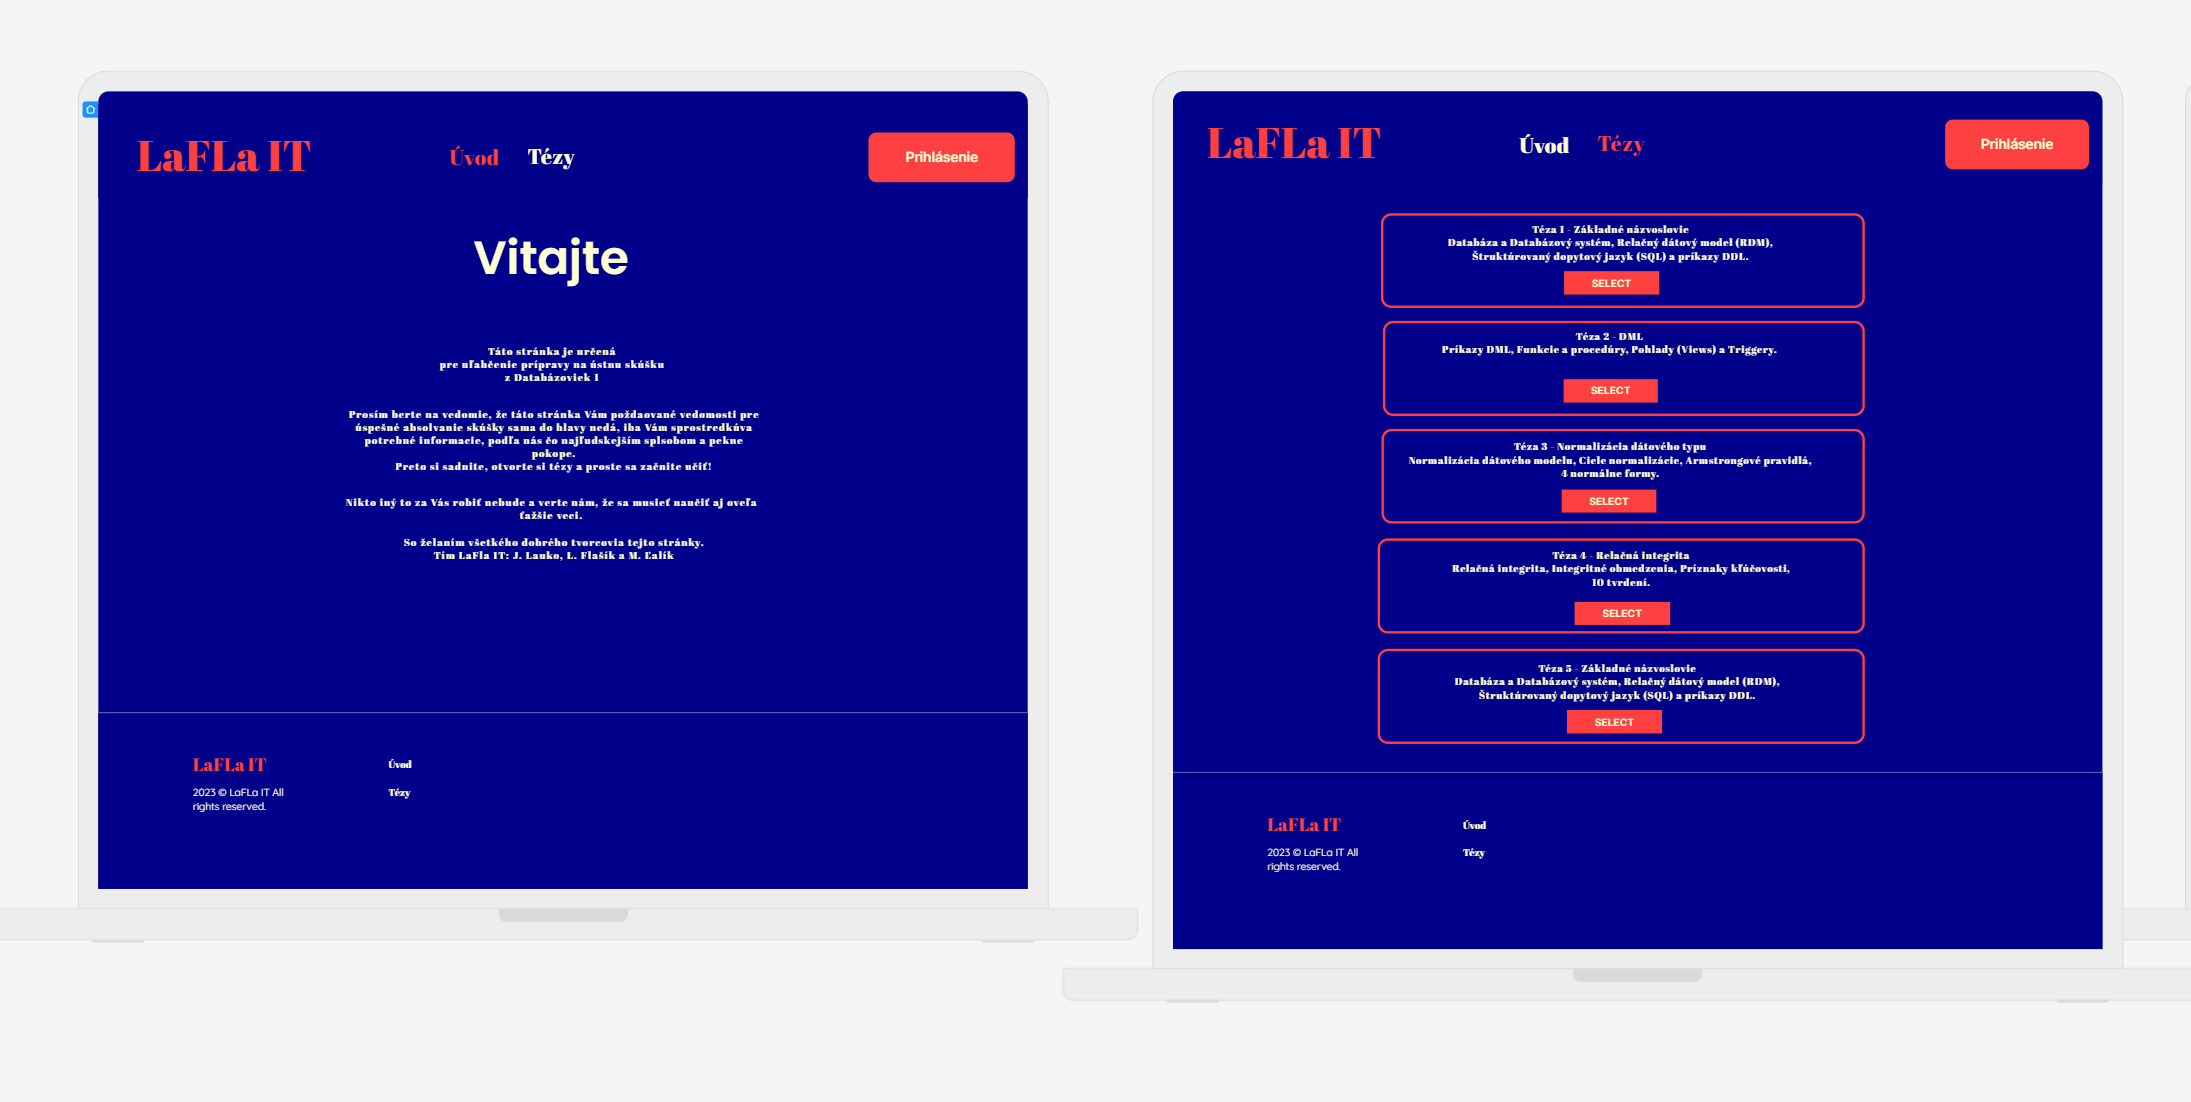 LaFLa IT
Úvod
Tézy
Prihlásenie
Vitajte
Táto stránka je určená
pre uľahčenie prípravy na ústnu skúšku
z Databázoviek 1
Prosím berte na vedomie, že táto stránka Vám poždaované vedomosti pre
úspešné absolvanie skúšky sama do hlavy nedá, iba Vám sprostredkúva
potrebné informacie, podľa nás čo najľudskejším splsobom a pekne
pokope.
Preto si sadnite, otvorte si tézy a proste sa začnite učiť!
Nikto iný to za Vás robiť nebude a verte nám, že sa musieť naučiť aj oveľa
ťažšie veci.
So želaním všetkého dobrého tvorcovia tejto stránky.
Tím LaFla IT: J. Lauko, L. Flašík a M. Ľalík
LaFLa IT
Úvod
2023 © LaFLa IT All
rights reserved.
Tézy
LaFLa IT
Úvod
Tézy
Prihlásenie
Téza 1 - Základné názvoslovie
Databáza a Databázový systém, Relačný dátový model (RDM),
Štruktúrovaný dopytový jazyk (SQL) a príkazy DDL.
SELECT
Téza 2 - DML
Príkazy DML, Funkcie a procedúry, Pohlady (Views) a Triggery.
SELECT
Téza 3 - Normalizácia dátového typu
Normalizácia dátového modelu, Ciele normalizácie, Armstrongové pravidlá,
4 normálne formy.
SELECT
Téza 4 - Relačná integrita
Relačná integrita, Integritné obmedzenia, Príznaky kľúčovosti,
10 tvrdení.
SELECT
Téza 5 - Základné názvoslovie
Databáza a Databázový systém, Relačný dátový model (RDM),
Štruktúrovaný dopytový jazyk (SQL) a príkazy DDL.
SELECT
LaFLa IT
Úvod
2023 © LaFLa IT All
rights reserved.
Tézy